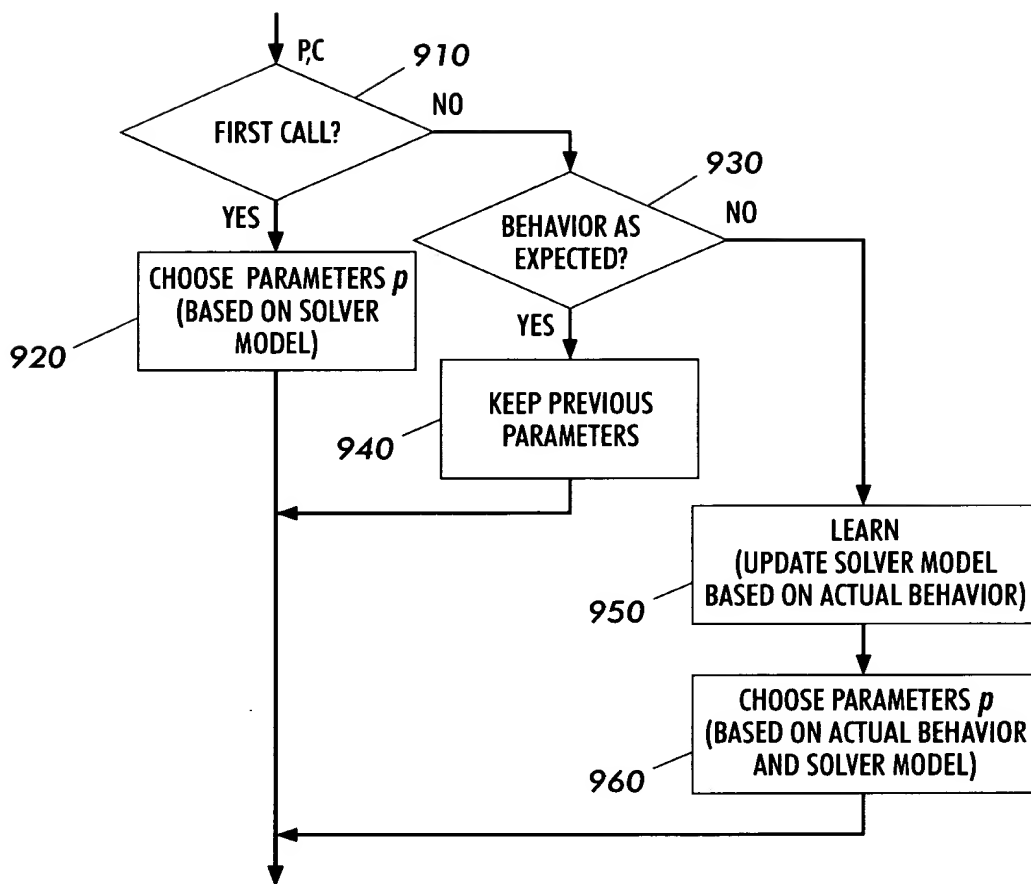 P,C
910
FIRST CALL?
NO
930
YES
BEHAVIOR AS
EXPECTED?
NO
CHOOSE PARAMETERS p
(BASED ON SOLVER
MODEL)
920
YES
KEEP PREVIOUS
PARAMETERS
940
LEARN
(UPDATE SOLVER MODEL
BASED ON ACTUAL BEHAVIOR)
950
CHOOSE PARAMETERS p
(BASED ON ACTUAL BEHAVIOR
AND SOLVER MODEL)
960